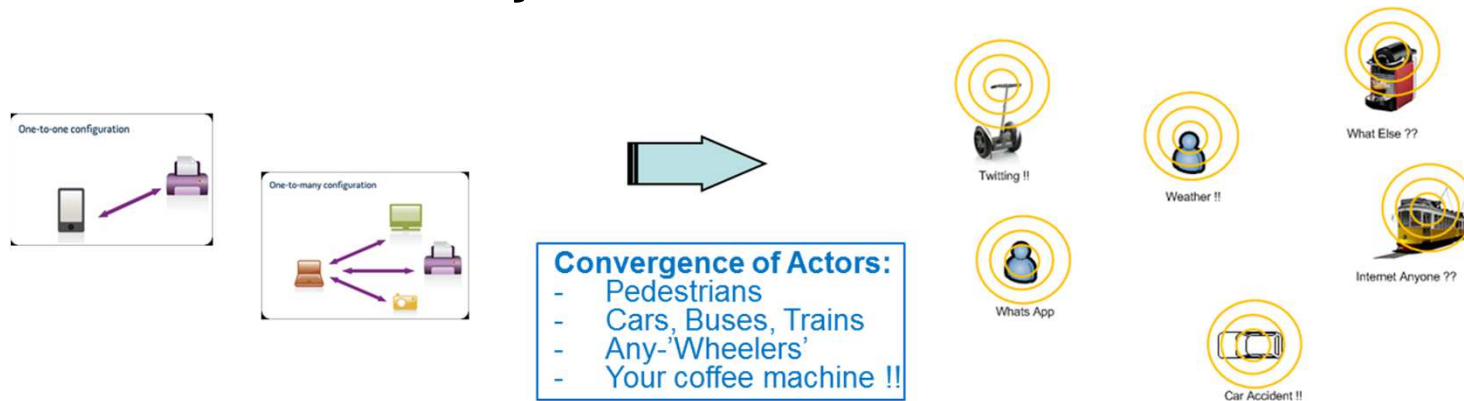 One-to-one configuration
One-to-many configuration
Convergence of Actors:
- Pedestrians
- Cars, Buses, Trains
- Any-'Wheelers'
- Your coffee machine !!
Twitting !!
Weather !!
What Else ??
Whats App
Internet Anyone ??
Car Accident !!